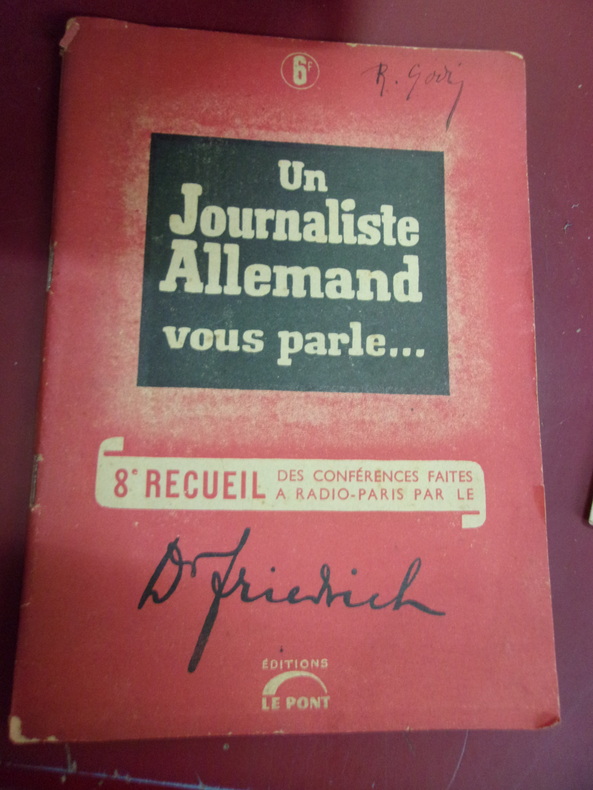 6F
R.
Un
Journaliste
Allemand
vous parle...
8e RECUEIL DES CONFÉRENCES FAITES
A RADIO-PARIS PAR LE
Dr Friedrich
ÉDITIONS
LE PONT